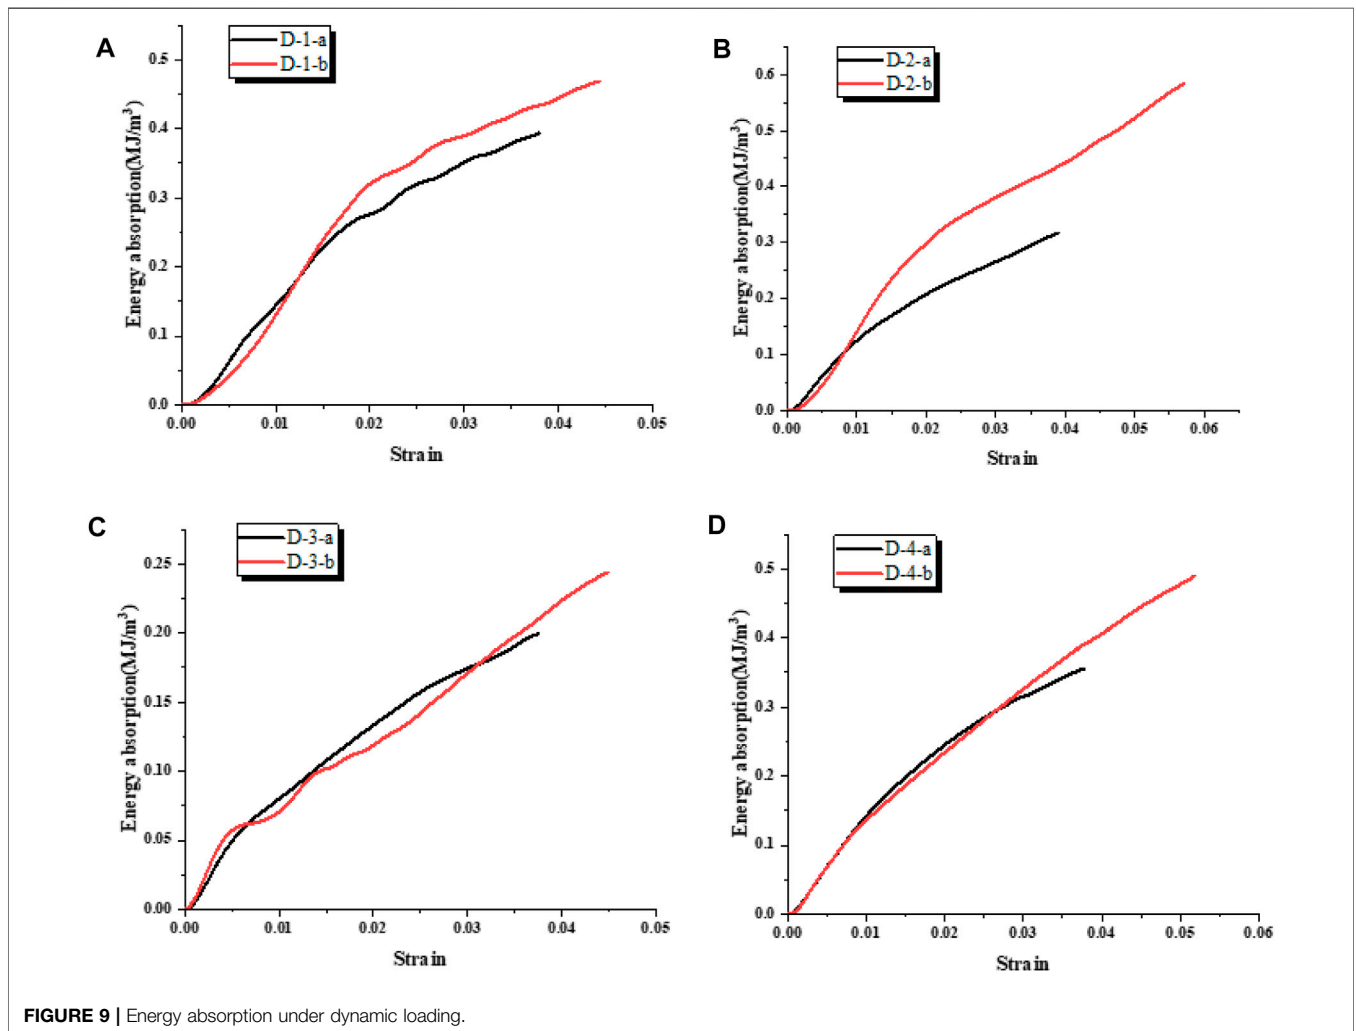 A
D-1-a
D-1-b
Energy absorption(MJ/m³)
0.5
0.4
0.3
0.2
0.1
0.0
0.00 0.01 0.02 0.03 0.04 0.05
Strain
B
D-2-a
D-2-b
Energy absorption(MJ/m³)
0.6
0.5
0.4
0.3
0.2
0.1
0.0
0.00 0.01 0.02 0.03 0.04 0.05 0.06
Strain
C
D-3-a
D-3-b
Energy absorption(MJ/m³)
0.25
0.20
0.15
0.10
0.05
0.00
0.00 0.01 0.02 0.03 0.04 0.05
Strain
D
D-4-a
D-4-b
Energy absorption(MJ/m³)
0.5
0.4
0.3
0.2
0.1
0.0
0.00 0.01 0.02 0.03 0.04 0.05 0.06
Strain
FIGURE 9 | Energy absorption under dynamic loading.